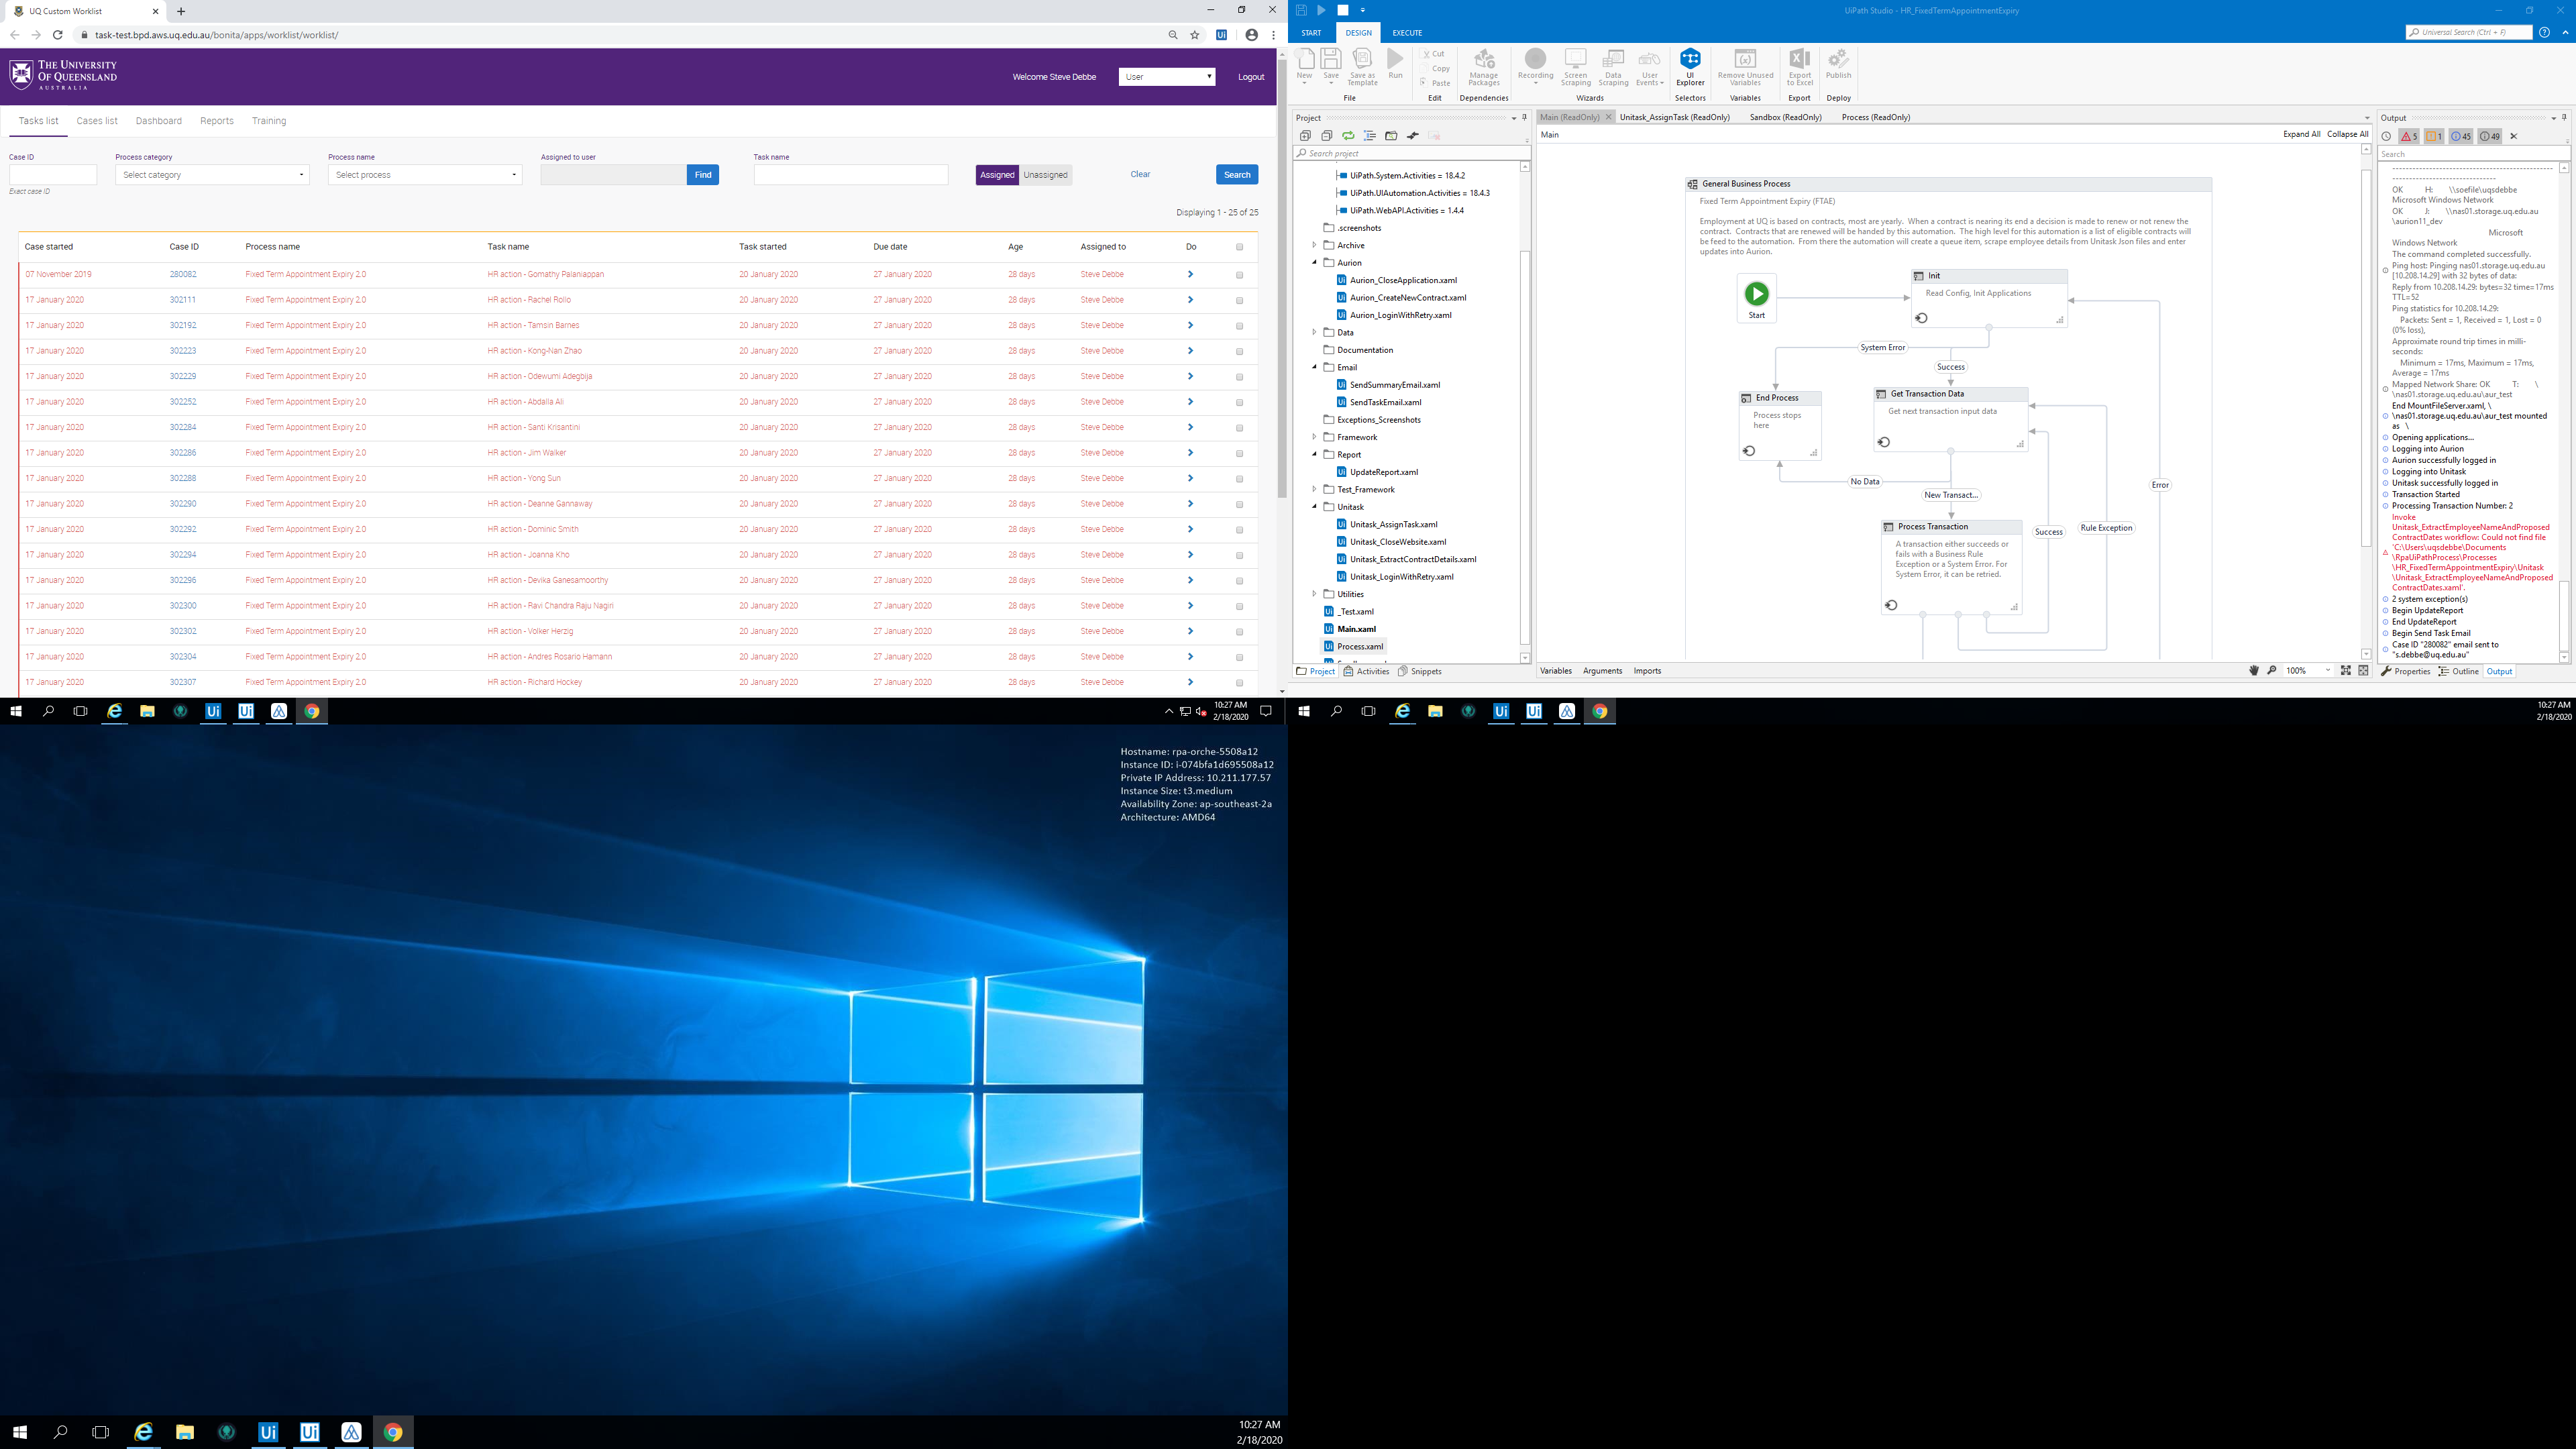 UQ Custom Worklist
task-test.bpd.aws.uq.edu.au/bonita/apps/worklist/worklist/
THE UNIVERSITY
OF QUEENSLAND
AUSTRALIA
Welcome Steve Debbe
User
Logout
Tasks list
Cases list
Dashboard
Reports
Training
Case ID
Process category
Process name
Assigned to user
Task name
Select category
Select process
Find
Assigned
Unassigned
Clear
Search
Exact case ID
Displaying 1 - 25 of 25
Case started Case ID Process name Task name Task started Due date Age Assigned to Do
07 November 2019 280082 Fixed Term Appointment Expiry 2.0 HR action - Gomathy Palaniappan 20 January 2020 27 January 2020 28 days Steve Debbe
17 January 2020 302111 Fixed Term Appointment Expiry 2.0 HR action - Rachel Rollo 20 January 2020 27 January 2020 28 days Steve Debbe
17 January 2020 302192 Fixed Term Appointment Expiry 2.0 HR action - Tamsin Barnes 20 January 2020 27 January 2020 28 days Steve Debbe
17 January 2020 302223 Fixed Term Appointment Expiry 2.0 HR action - Kong-Nan Zhao 20 January 2020 27 January 2020 28 days Steve Debbe
17 January 2020 302229 Fixed Term Appointment Expiry 2.0 HR action - Odewumi Adegbija 20 January 2020 27 January 2020 28 days Steve Debbe
17 January 2020 302252 Fixed Term Appointment Expiry 2.0 HR action - Abdalla Ali 20 January 2020 27 January 2020 28 days Steve Debbe
17 January 2020 302284 Fixed Term Appointment Expiry 2.0 HR action - Santi Krisantini 20 January 2020 27 January 2020 28 days Steve Debbe
17 January 2020 302286 Fixed Term Appointment Expiry 2.0 HR action - Jim Walker 20 January 2020 27 January 2020 28 days Steve Debbe
17 January 2020 302288 Fixed Term Appointment Expiry 2.0 HR action - Yong Sun 20 January 2020 27 January 2020 28 days Steve Debbe
17 January 2020 302290 Fixed Term Appointment Expiry 2.0 HR action - Deanne Gannaway 20 January 2020 27 January 2020 28 days Steve Debbe
17 January 2020 302292 Fixed Term Appointment Expiry 2.0 HR action - Dominic Smith 20 January 2020 27 January 2020 28 days Steve Debbe
17 January 2020 302294 Fixed Term Appointment Expiry 2.0 HR action - Joanna Kho 20 January 2020 27 January 2020 28 days Steve Debbe
17 January 2020 302296 Fixed Term Appointment Expiry 2.0 HR action - Devika Ganesamoorthy 20 January 2020 27 January 2020 28 days Steve Debbe
17 January 2020 302300 Fixed Term Appointment Expiry 2.0 HR action - Ravi Chandra Raju Nagiri 20 January 2020 27 January 2020 28 days Steve Debbe
17 January 2020 302302 Fixed Term Appointment Expiry 2.0 HR action - Volker Herzig 20 January 2020 27 January 2020 28 days Steve Debbe
17 January 2020 302304 Fixed Term Appointment Expiry 2.0 HR action - Andres Rosario Hamann 20 January 2020 27 January 2020 28 days Steve Debbe
17 January 2020 302307 Fixed Term Appointment Expiry 2.0 HR action - Richard Hockey 20 January 2020 27 January 2020 28 days Steve Debbe
10:27 AM
2/18/2020
UiPath Studio - HR_FixedTermAppointmentExpiry
START DESIGN EXECUTE
Universal Search (Ctrl + F)
New
Save
Save as
Template
Run
Cut
Copy
Paste
Manage
Packages
Recording
Screen
Scraping
Data
Scraping
User
Events
UI
Explorer
Remove Unused
Variables
Export
to Excel
Publish
File Edit Dependencies Wizards Selectors Variables Export Deploy
Project
Search project
UiPath.System.Activities = 18.4.2
UiPath.UIAutomation.Activities = 18.4.3
UiPath.WebAPI.Activities = 1.4.4
.screenshots
Archive
Aurion
Aurion_CloseApplication.xaml
Aurion_CreateNewContract.xaml
Aurion_LoginWithRetry.xaml
Data
Documentation
Email
SendSummaryEmail.xaml
SendTaskEmail.xaml
Exceptions_Screenshots
Framework
Report
UpdateReport.xaml
Test_Framework
Unitask
Unitask_AssignTask.xaml
Unitask_CloseWebsite.xaml
Unitask_ExtractContractDetails.xaml
Unitask_LoginWithRetry.xaml
Utilities
_Test.xaml
Main.xaml
Process.xaml
Project Activities Snippets
Main (ReadOnly) Unitask_AssignTask (ReadOnly) Sandbox (ReadOnly) Process (ReadOnly)
Main
Expand All Collapse All
General Business Process
Fixed Term Appointment Expiry (FTAE)
Employment at UQ is based on contracts, most are yearly. When a contract is nearing its end a decision is made to renew or not renew the
contract. Contracts that are renewed will be handed by this automation. The high level for this automation is a list of eligible contracts will
be feed to the automation. From there the automation will create a queue item, scrape employee details from Unitask Json files and enter
updates into Aurion.
Start
Init
Read Config, Init Applications
System Error
Success
End Process
Process stops
here
Get Transaction Data
Get next transaction input data
No Data
New Transact...
Error
Process Transaction
A transaction either succeeds or
fails with a Business Rule
Exception or a System Error. For
System Error, it can be retried.
Success
Rule Exception
Variables Arguments Imports
100%
Output
5 1 45 49
Search
OK H: \\soefile\uqsdebbe
Microsoft Windows Network
OK J: \\nas01.storage.uq.edu.au
\aurion11_dev
Microsoft
Windows Network
The command completed successfully.
Ping host: Pinging nas01.storage.uq.edu.au
[10.208.14.29] with 32 bytes of data:
Reply from 10.208.14.29: bytes=32 time=17ms
TTL=52
Ping statistics for 10.208.14.29:
Packets: Sent = 1, Received = 1, Lost = 0
(0% loss),
Approximate round trip times in milli-
seconds:
Minimum = 17ms, Maximum = 17ms,
Average = 17ms
Mapped Network Share: OK T: \
\nas01.storage.uq.edu.au\aur_test
End MountFileServer.xaml, \
\nas01.storage.uq.edu.au\aur_test mounted
as \
Opening applications...
Logging into Aurion
Aurion successfully logged in
Logging into Unitask
Unitask successfully logged in
Transaction Started
Processing Transaction Number: 2
Invoke
Unitask_ExtractEmployeeNameAndProposed
ContractDates workflow: Could not find file
'C:\Users\uqsdebbe\Documents
\RpaUiPathProcess\Processes
\HR_FixedTermAppointmentExpiry\Unitask
\Unitask_ExtractEmployeeNameAndProposed
ContractDates.xaml'.
2 system exception(s)
Begin UpdateReport
End UpdateReport
Begin Send Task Email
Case ID "280082" email sent to
"s.debbe@uq.edu.au"
Properties Outline Output
10:27 AM
2/18/2020
Hostname: rpa-orche-5508a12
Instance ID: i-074bfa1d695508a12
Private IP Address: 10.211.177.57
Instance Size: t3.medium
Availability Zone: ap-southeast-2a
Architecture: AMD64
10:27 AM
2/18/2020